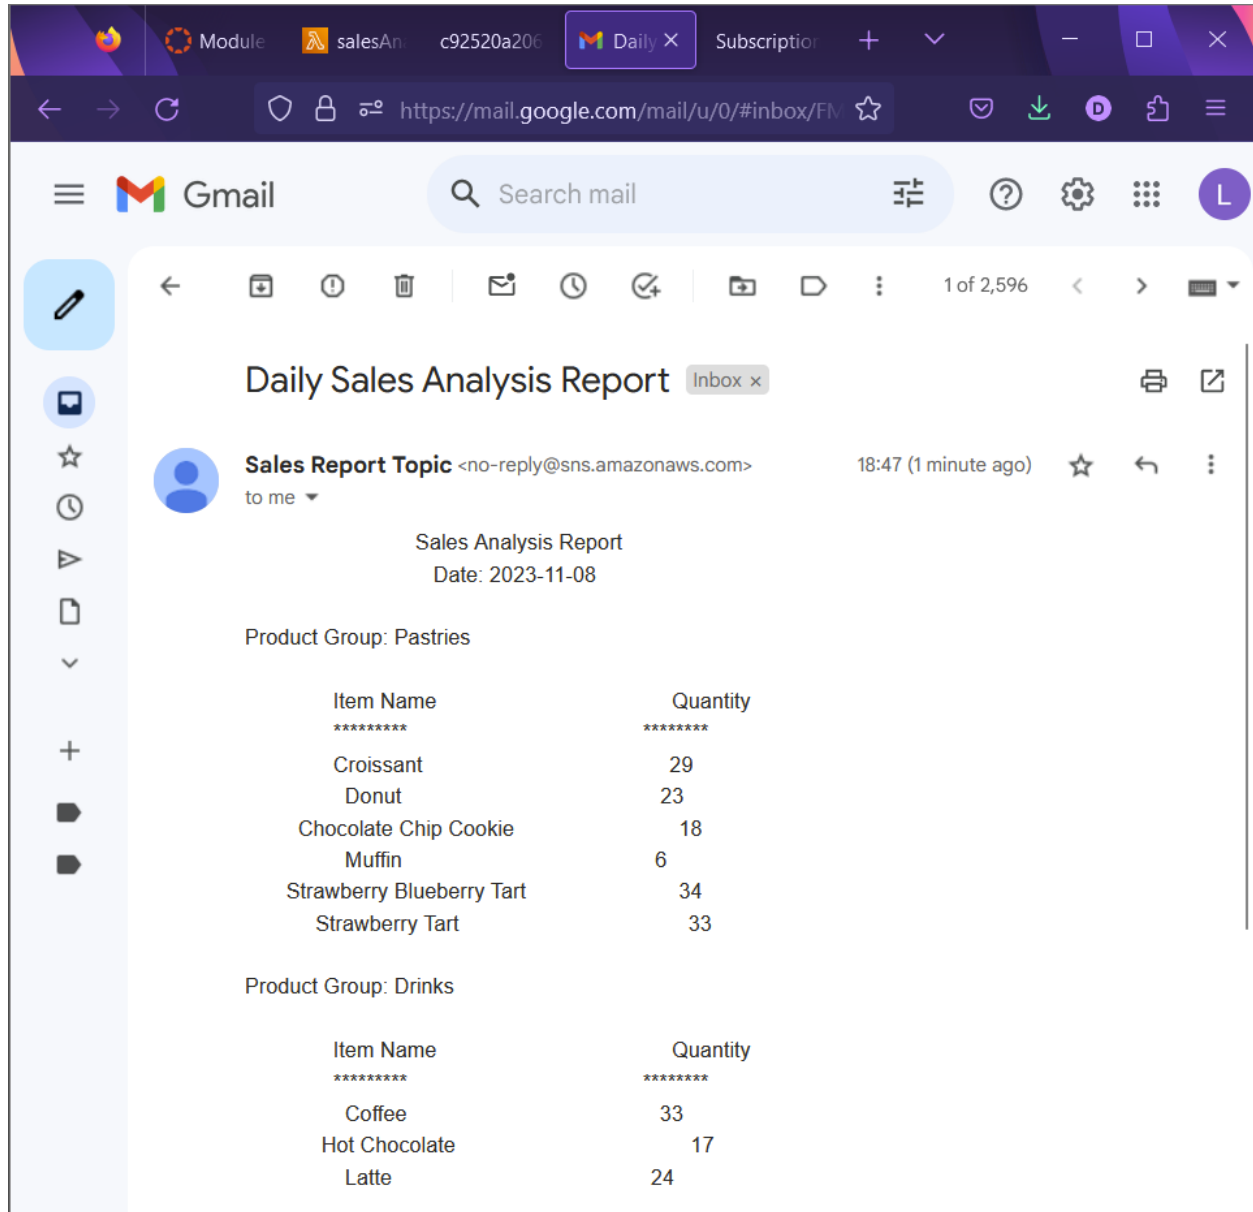 Module
salesAn
c92520a206
Daily
Subscription
https://mail.google.com/mail/u/0/#inbox/FM
D
Gmail
Search mail
L
1 of 2,596
Daily Sales Analysis Report
Inbox ×
Sales Report Topic <no-reply@sns.amazonaws.com>
18:47 (1 minute ago)
to me
Sales Analysis Report
Date: 2023-11-08
Product Group: Pastries
Item Name Quantity
********* ********
Croissant 29
Donut 23
Chocolate Chip Cookie 18
Muffin 6
Strawberry Blueberry Tart 34
Strawberry Tart 33
Product Group: Drinks
Item Name Quantity
********* ********
Coffee 33
Hot Chocolate 17
Latte 24